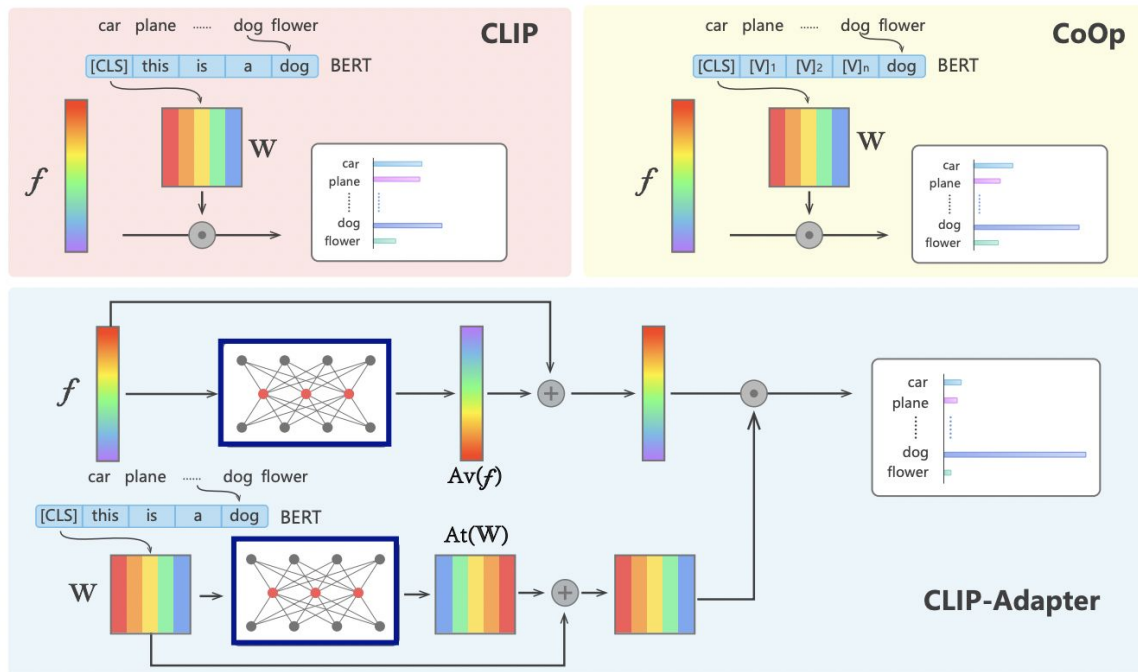 car plane ...... dog flower
CLIP
[CLS] this is a dog BERT
f
W
car
plane
......
dog
flower
car plane ...... dog flower
CoOp
[CLS] [V]1 [V]2 [V]n dog BERT
f
W
car
plane
......
dog
flower
f
Av(f)
car
plane
......
dog
flower
car plane ...... dog flower
[CLS] this is a dog BERT
At(W)
W
CLIP-Adapter